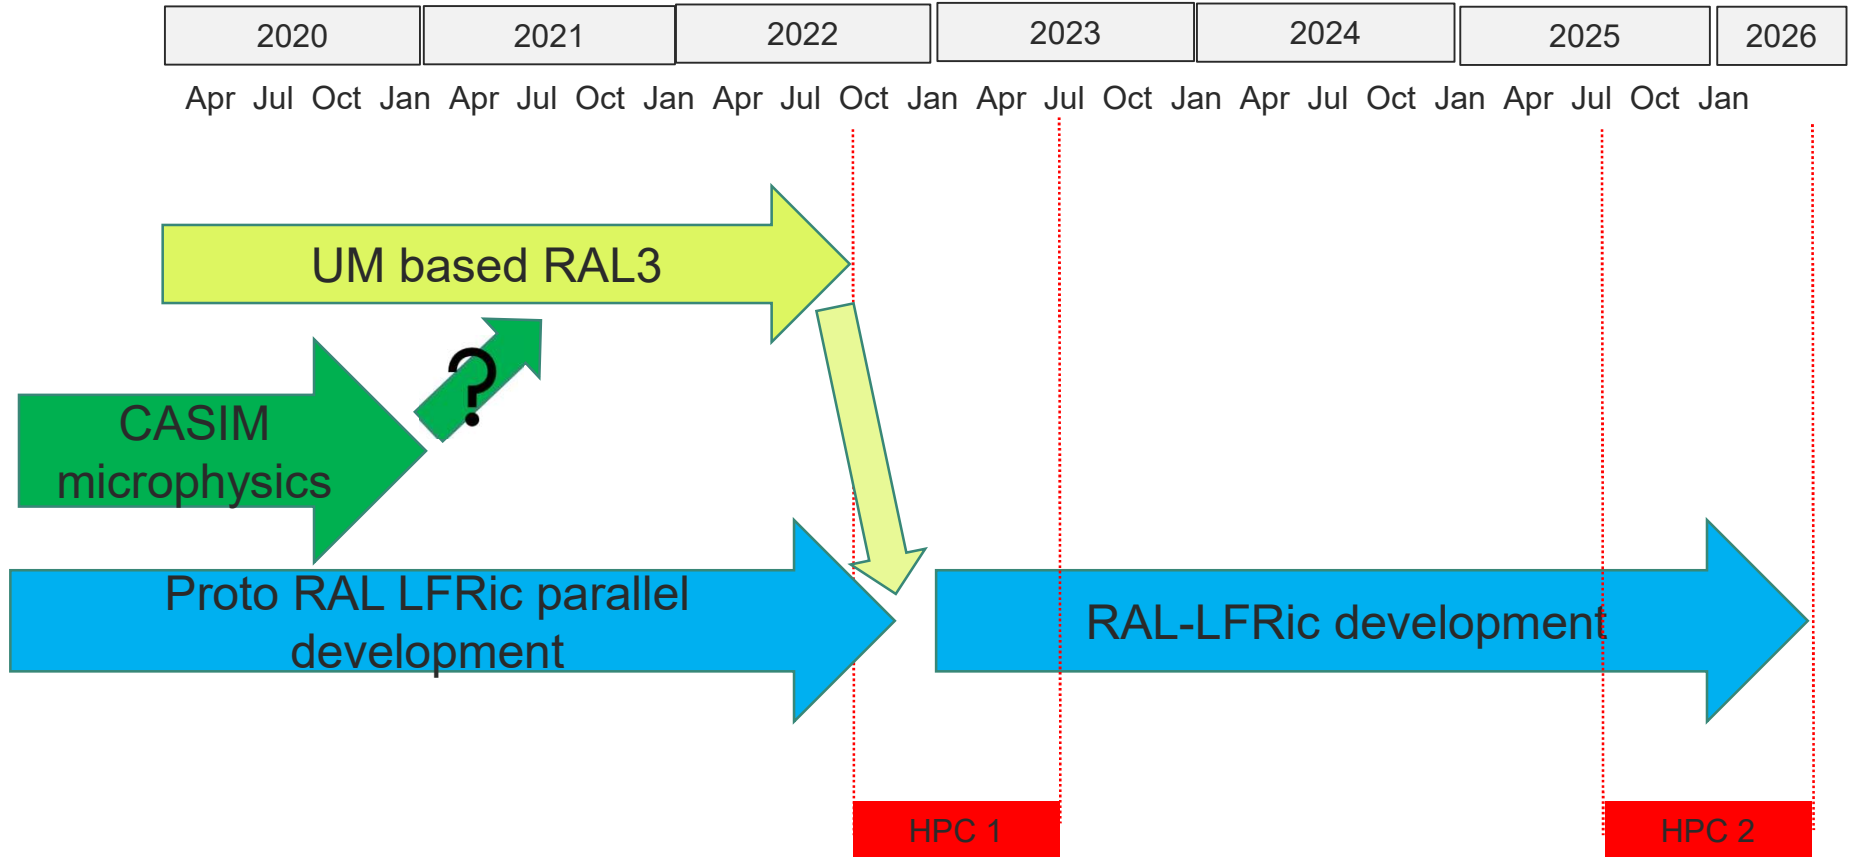 2020 2021 2022 2023 2024 2025 2026
Apr Jul Oct Jan Apr Jul Oct Jan Apr Jul Oct Jan Apr Jul Oct Jan Apr Jul Oct Jan Apr Jul Oct Jan
UM based RAL3
?
CASIM
microphysics
Proto RAL LFRic parallel
development
RAL-LFRic development
HPC 1
HPC 2